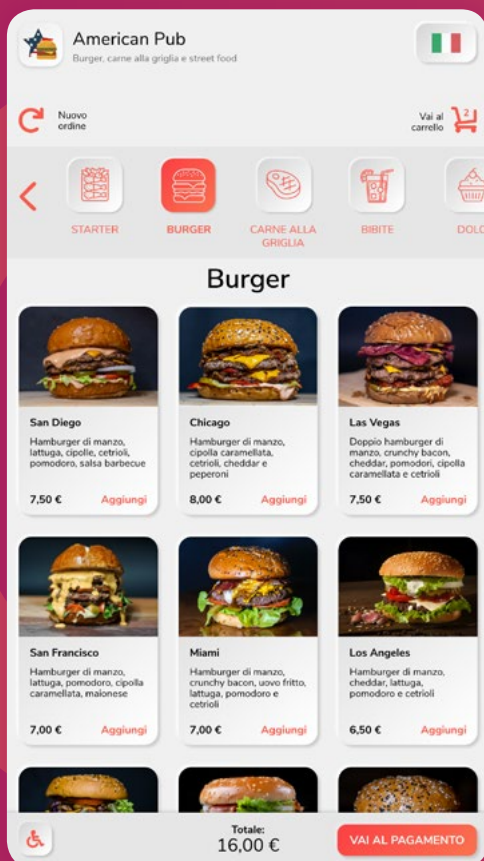 American Pub
Burger, carne alla griglia e street food
Nuovo
ordine
Vai al
carrello
2
STARTER
BURGER
CARNE ALLA
GRIGLIA
BIBITE
DOLC
Burger
San Diego
Hamburger di manzo,
lattuga, cipolle, cetrioli,
pomodoro, salsa barbecue
7,50 €
Aggiungi
Chicago
Hamburger di manzo,
cipolla caramellata,
cetrioli, cheddar e
peperoni
8,00 €
Aggiungi
Las Vegas
Doppio hamburger di
manzo, crunchy bacon,
cheddar, pomodori, cipolla
caramellata e cetrioli
7,50 €
Aggiungi
San Francisco
Hamburger di manzo,
lattuga, pomodoro, cipolla
caramellata, maionese
7,00 €
Aggiungi
Miami
Hamburger di manzo,
crunchy bacon, uovo fritto,
lattuga, pomodoro e
cetrioli
7,00 €
Aggiungi
Los Angeles
Hamburger di manzo,
cheddar, lattuga,
pomodoro e cetrioli
6,50 €
Aggiungi
Totale:
16,00 €
VAI AL PAGAMENTO